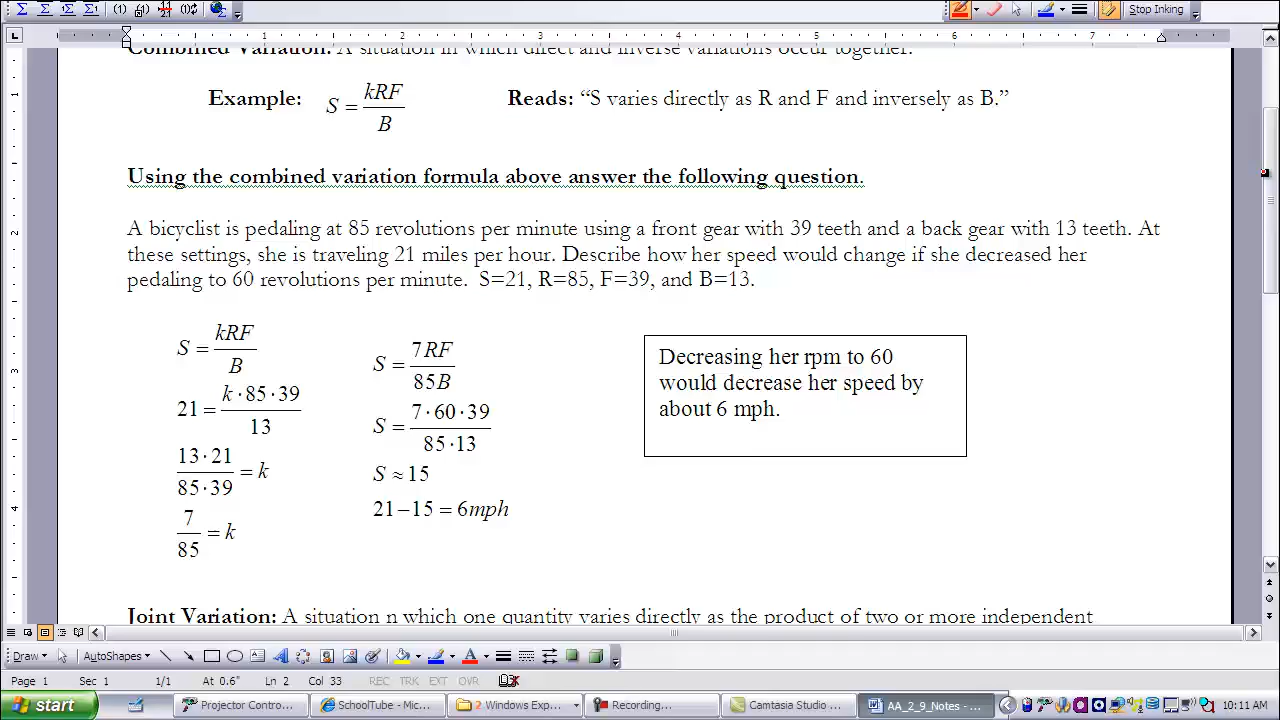 Stop Inking
Combined Variation: A situation in which direct and inverse variations occur together.
Example: S = kRF/B Reads: “S varies directly as R and F and inversely as B.”
Using the combined variation formula above answer the following question.
A bicyclist is pedaling at 85 revolutions per minute using a front gear with 39 teeth and a back gear with 13 teeth. At
these settings, she is traveling 21 miles per hour. Describe how her speed would change if she decreased her
pedaling to 60 revolutions per minute. S=21, R=85, F=39, and B=13.
S = kRF/B
21 = k·85·39/13
13·21/85·39 = k
7/85 = k
S = 7RF/85B
S = 7·60·39/85·13
S ≈ 15
21−15 = 6mph
Decreasing her rpm to 60
would decrease her speed by
about 6 mph.
Joint Variation: A situation n which one quantity varies directly as the product of two or more independent
Draw AutoShapes
Page 1 Sec 1 1/1 At 0.6" Ln 2 Col 33 REC TRK EXT OVR
start Projector Contro... SchoolTube - Mic... 2 Windows Exp... Recording... Camtasia Studio ... AA_2_9_Notes - ... 10:11 AM